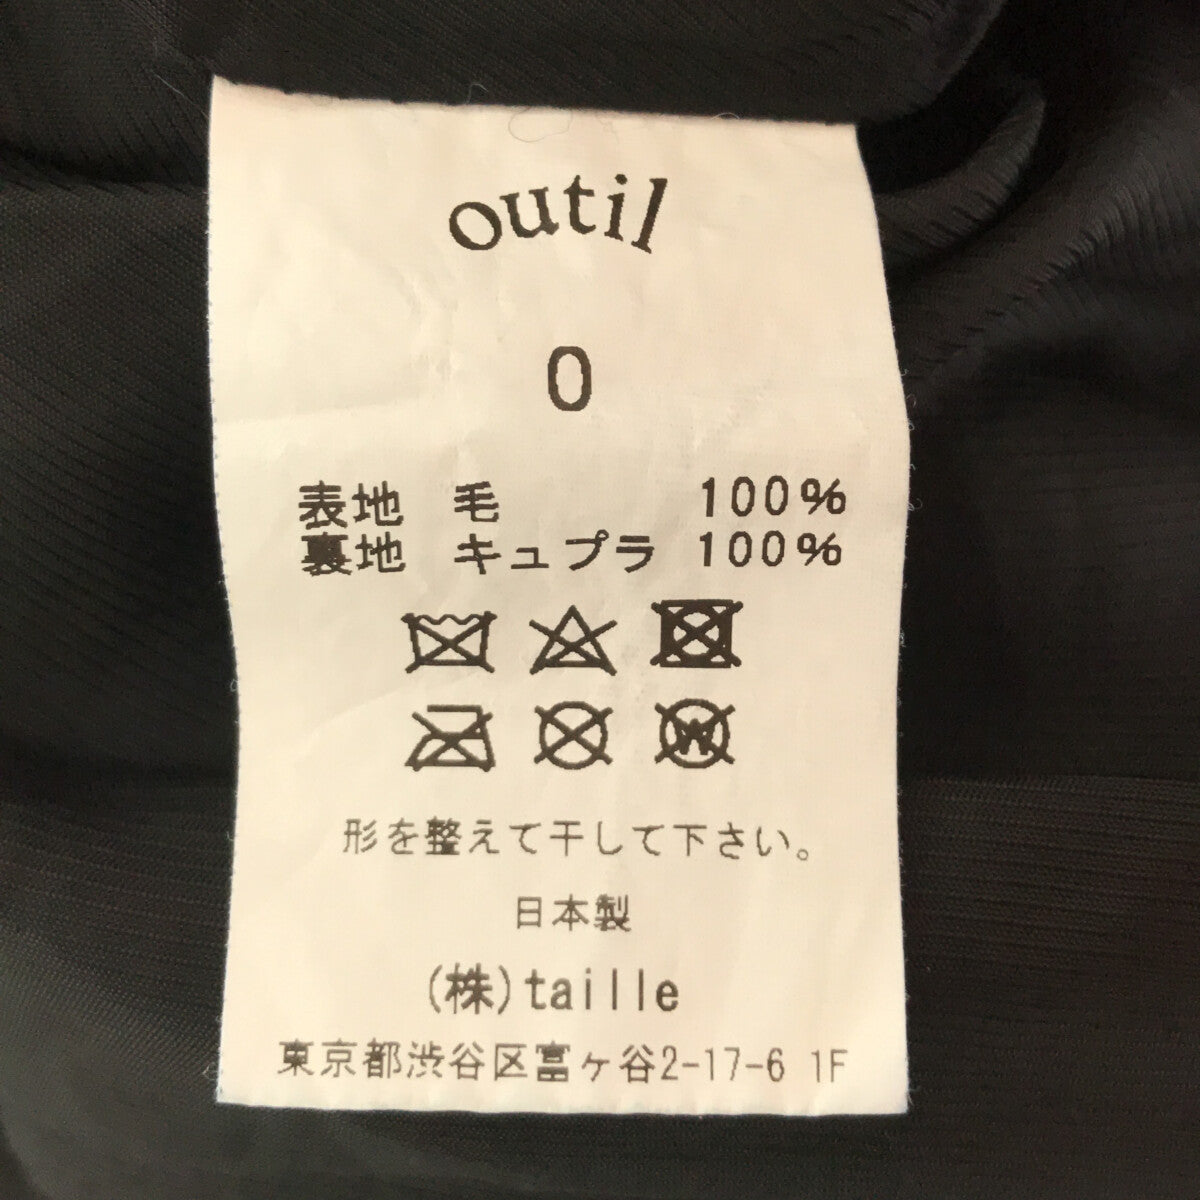 outil
0
表地 毛 100%
裏地 キュプラ 100%
W
形を整えて干して下さい。
日本製
(株)taille
東京都渋谷区富ヶ谷2-17-6 1F